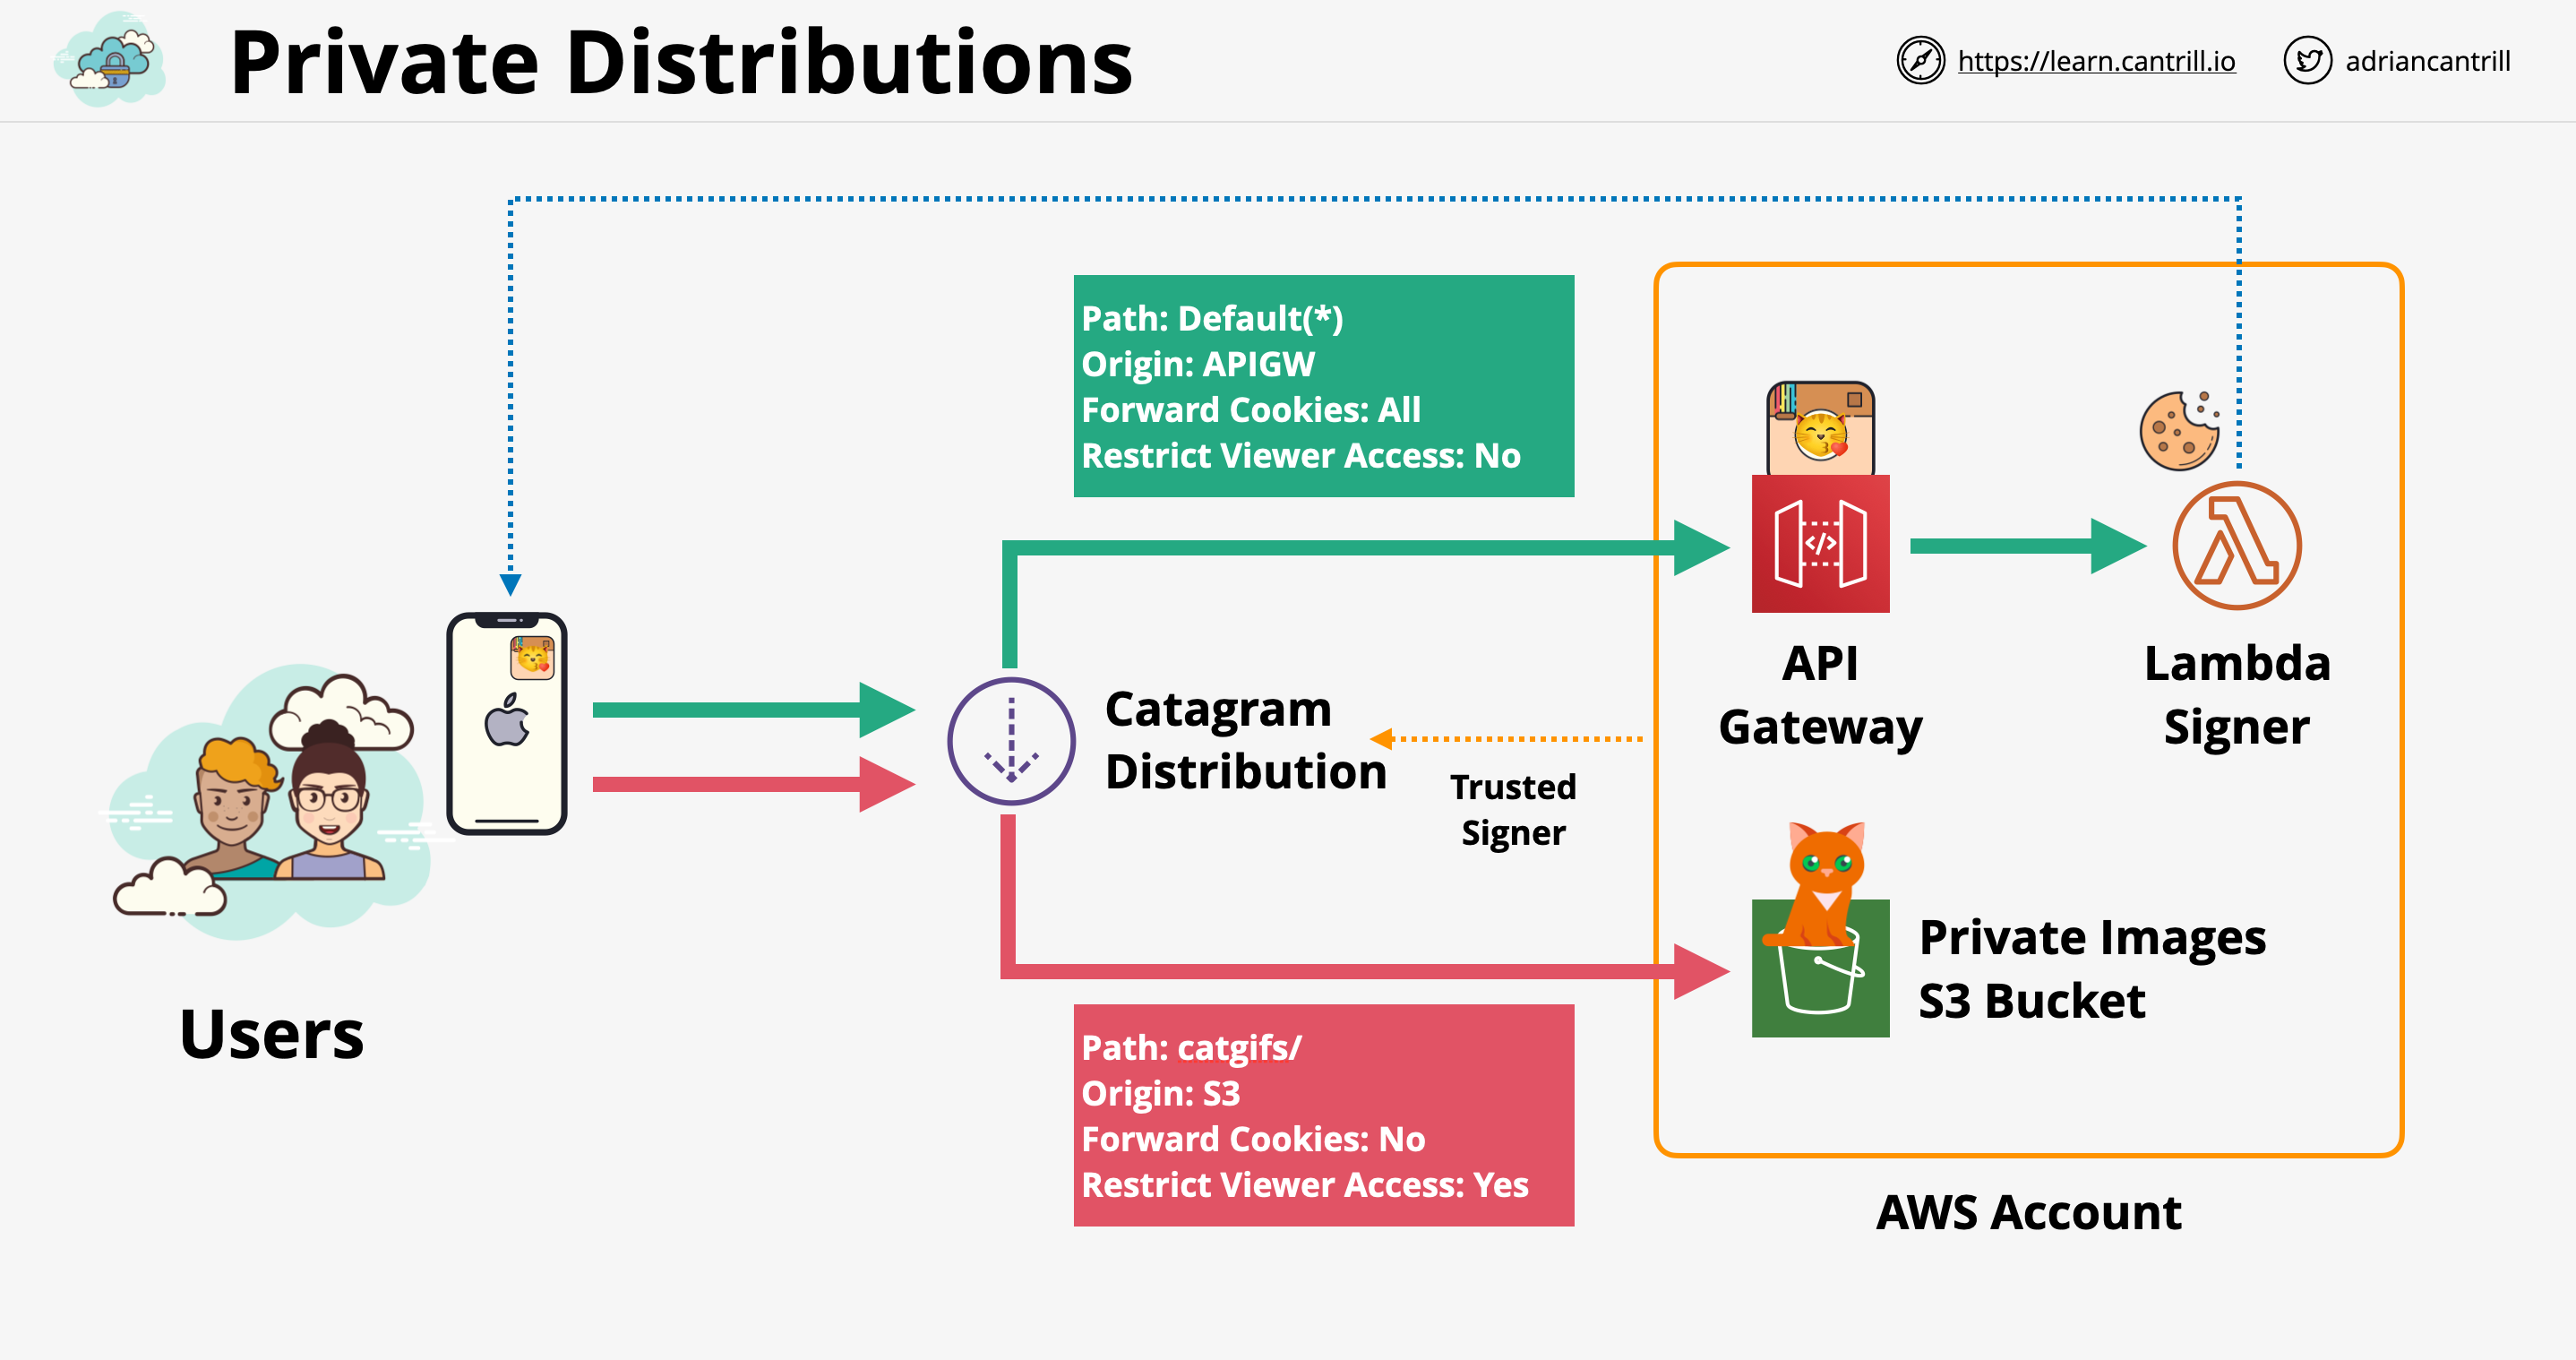 Private Distributions
https://learn.cantrill.io
adriancantrill
Path: Default(*)
Origin: APIGW
Forward Cookies: All
Restrict Viewer Access: No
</>
API
Gateway
Lambda
Signer
Catagram
Distribution
Trusted
Signer
Private Images
S3 Bucket
Users
Path: catgifs/
Origin: S3
Forward Cookies: No
Restrict Viewer Access: Yes
AWS Account